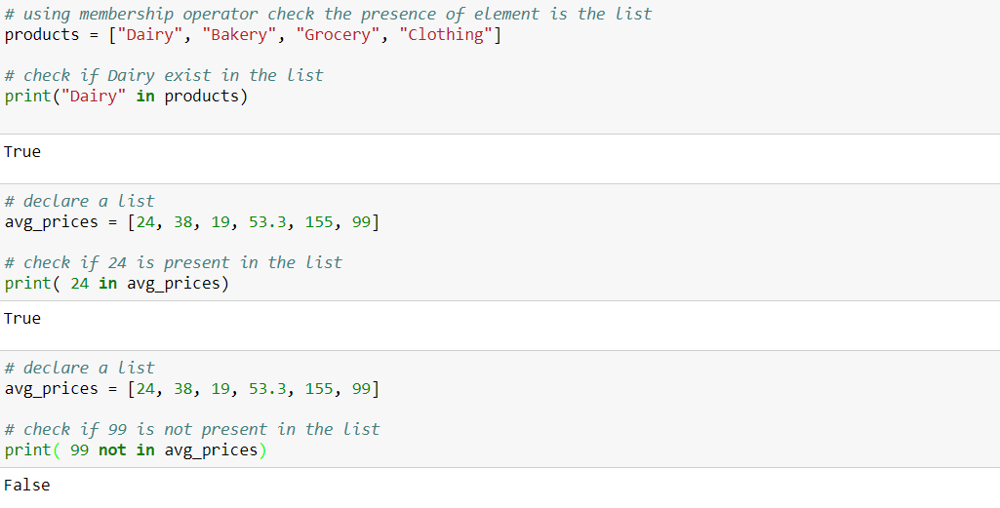 # using membership operator check the presence of element is the list
products = ["Dairy", "Bakery", "Grocery", "Clothing"]
# check if Dairy exist in the list
print("Dairy" in products)
True
# declare a list
avg_prices = [24, 38, 19, 53.3, 155, 99]
# check if 24 is present in the list
print( 24 in avg_prices)
True
# declare a list
avg_prices = [24, 38, 19, 53.3, 155, 99]
# check if 99 is not present in the list
print( 99 not in avg_prices)
False